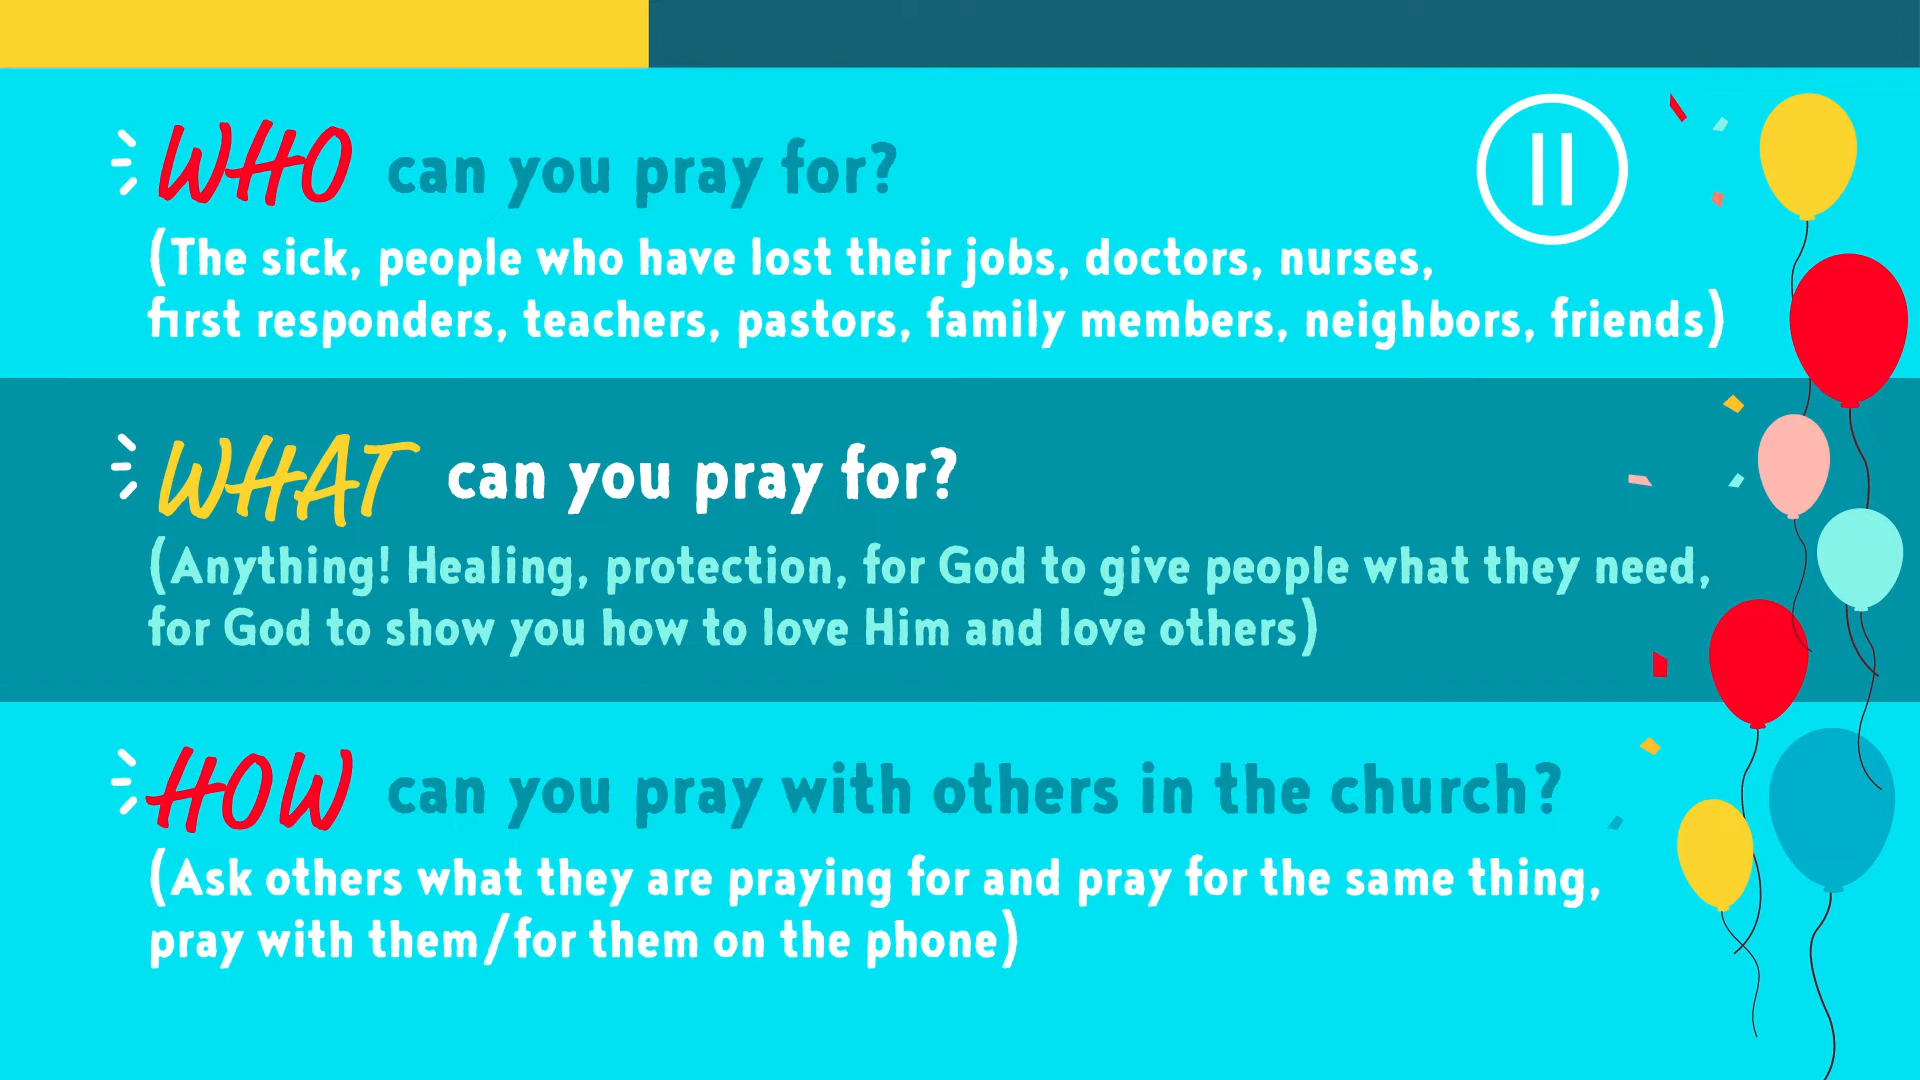 WHO can you pray for?
(The sick, people who have lost their jobs, doctors, nurses,
first responders, teachers, pastors, family members, neighbors, friends)
WHAT can you pray for?
(Anything! Healing, protection, for God to give people what they need,
for God to show you how to love Him and love others)
HOW can you pray with others in the church?
(Ask others what they are praying for and pray for the same thing,
pray with them/for them on the phone)